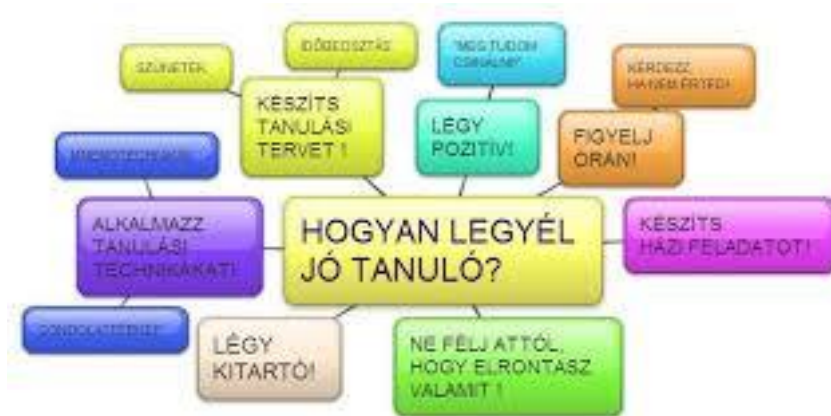 SZÜNETEK
IDŐBEOSZTÁS
"MEG TUDOM
CSINÁLNI!"
KÉRDEZZ,
HA NEM ÉRTED!
KÉSZÍTS
TANULÁSI
TERVET !
LÉGY
POZITÍV!
FIGYELJ
ÓRÁN!
ALKALMAZZ
TANULÁSI
TECHNIKÁKAT!
HOGYAN LEGYÉL
JÓ TANULÓ?
KÉSZÍTS
HÁZI FELADATOT!
LÉGY
KITARTÓ!
NE FÉLJ ATTÓL,
HOGY ELRONTASZ
VALAMIT !